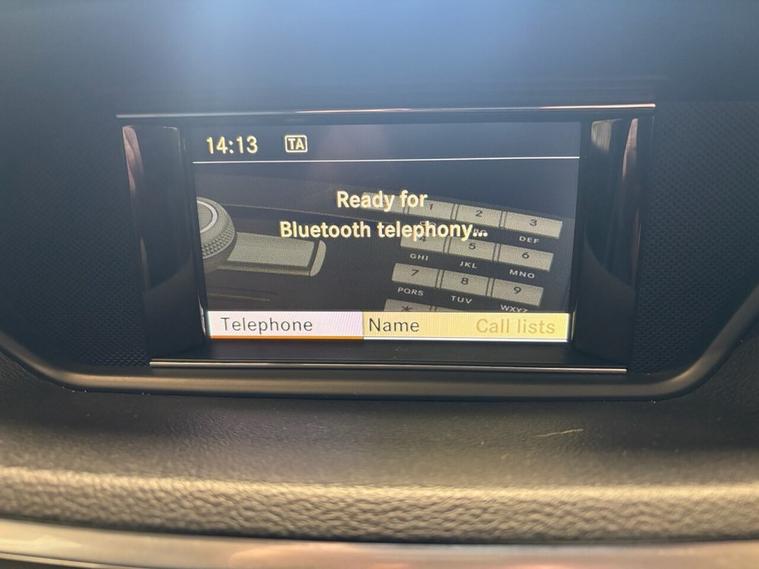 14:13 TA
Ready for
Bluetooth telephony...
1 2 3
DEF
4 5 6
GHI JKL MNO
7 8 9
PQRS TUV WXYZ
*
Telephone Name Call lists